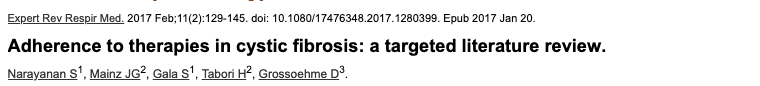 Expert Rev Respir Med. 2017 Feb;11(2):129-145. doi: 10.1080/17476348.2017.1280399. Epub 2017 Jan 20.
Adherence to therapies in cystic fibrosis: a targeted literature review.
Narayanan S1, Mainz JG2, Gala S1, Tabori H2, Grossoehme D3.